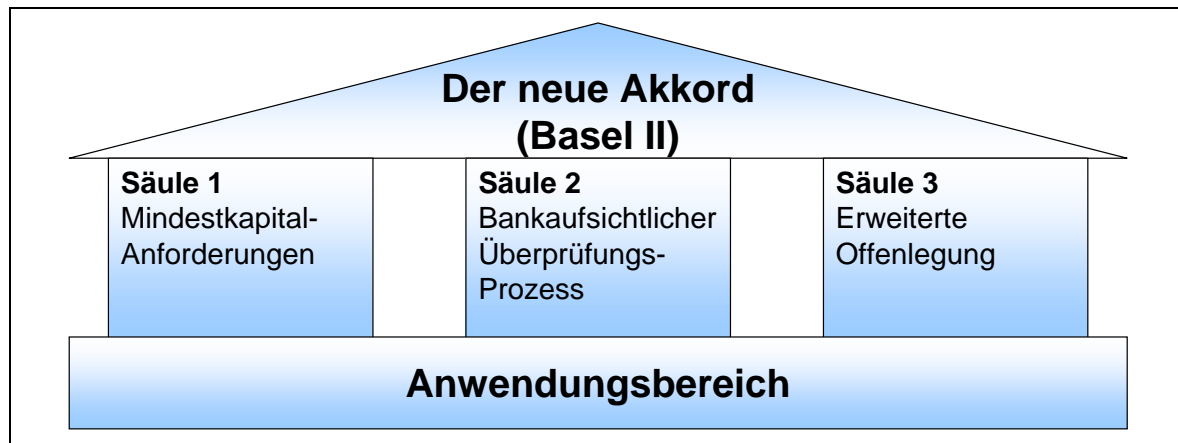 Der neue Akkord
(Basel II)
Säule 1
Mindestkapital-
Anforderungen
Säule 2
Bankaufsichtlicher
Überprüfungs-
Prozess
Säule 3
Erweiterte
Offenlegung
Anwendungsbereich